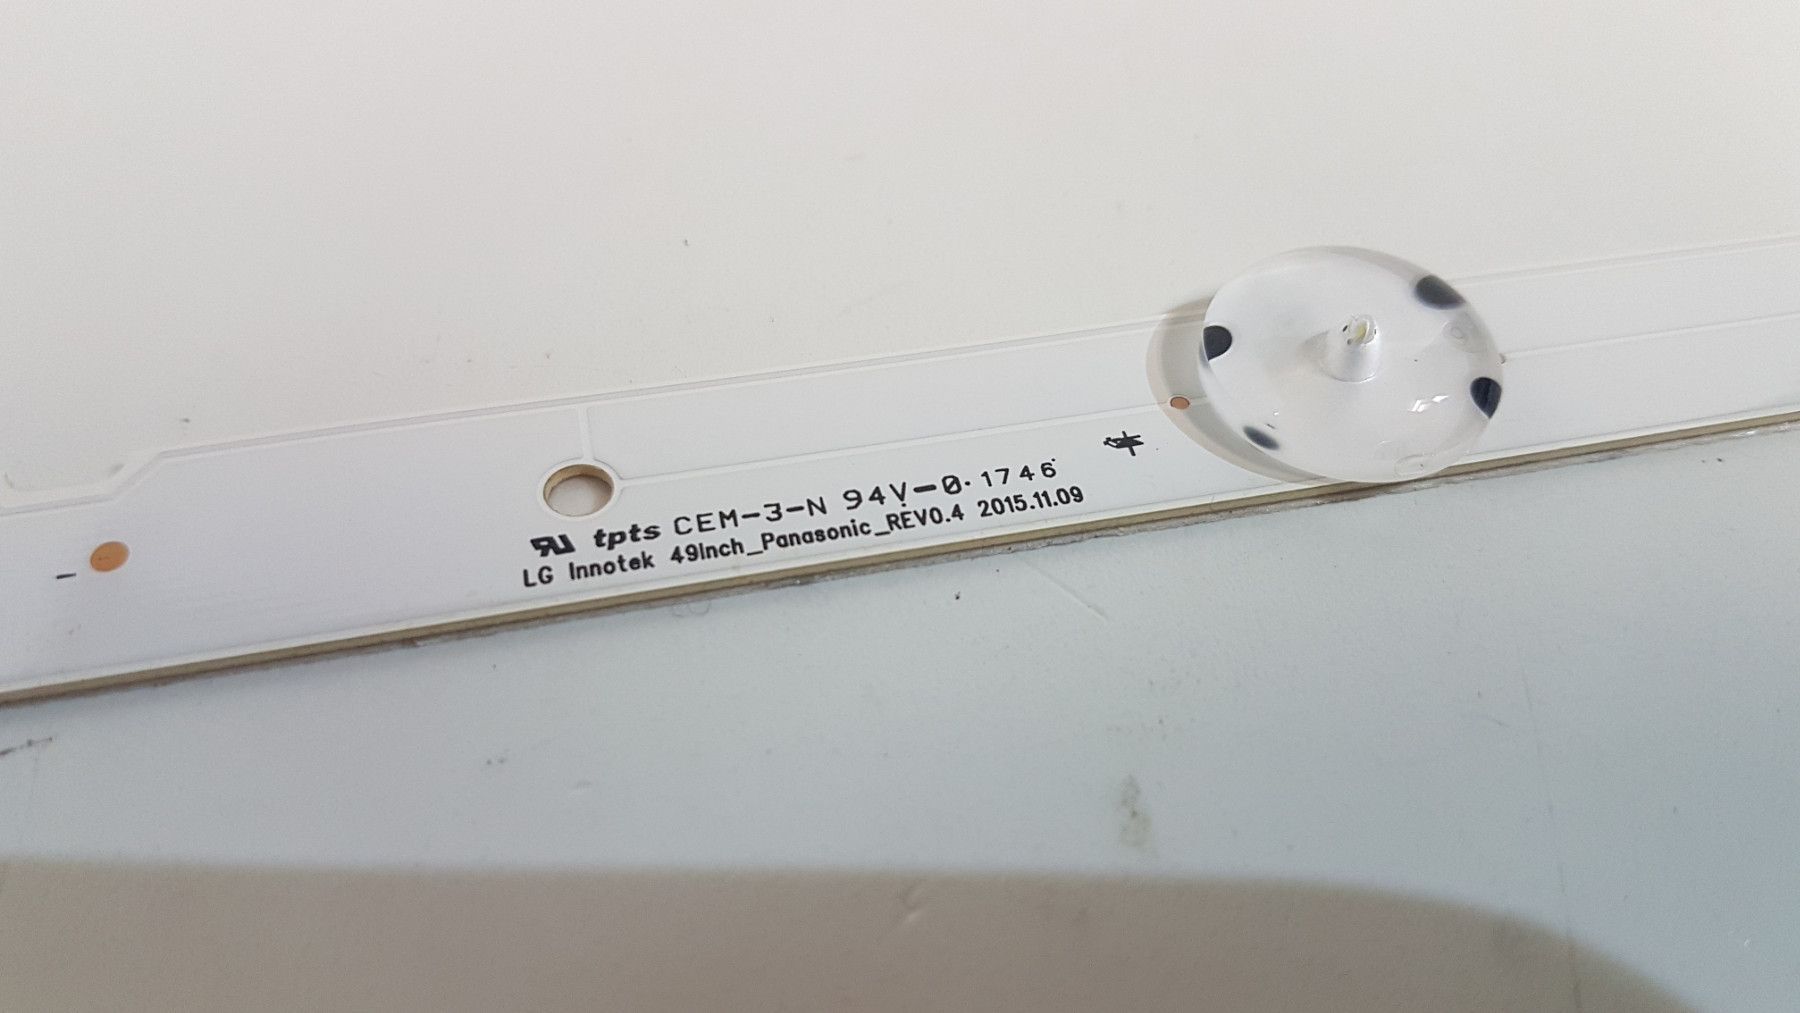 tpts CEM-3-N 94V-0·1746
LG Innotek 49Inch_Panasonic_REV0.4 2015.11.09